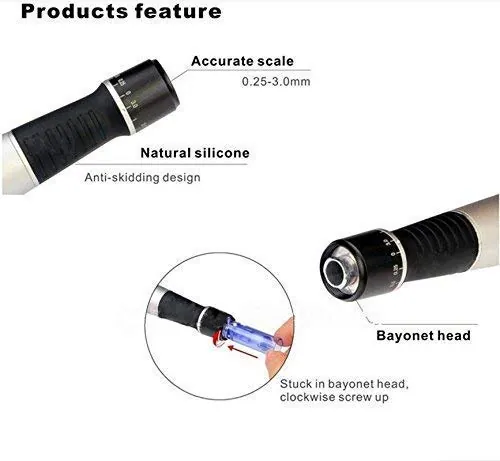 Products feature
Accurate scale
0.25-3.0mm
Natural silicone
Anti-skidding design
Bayonet head
Stuck in bayonet head,
clockwise screw up